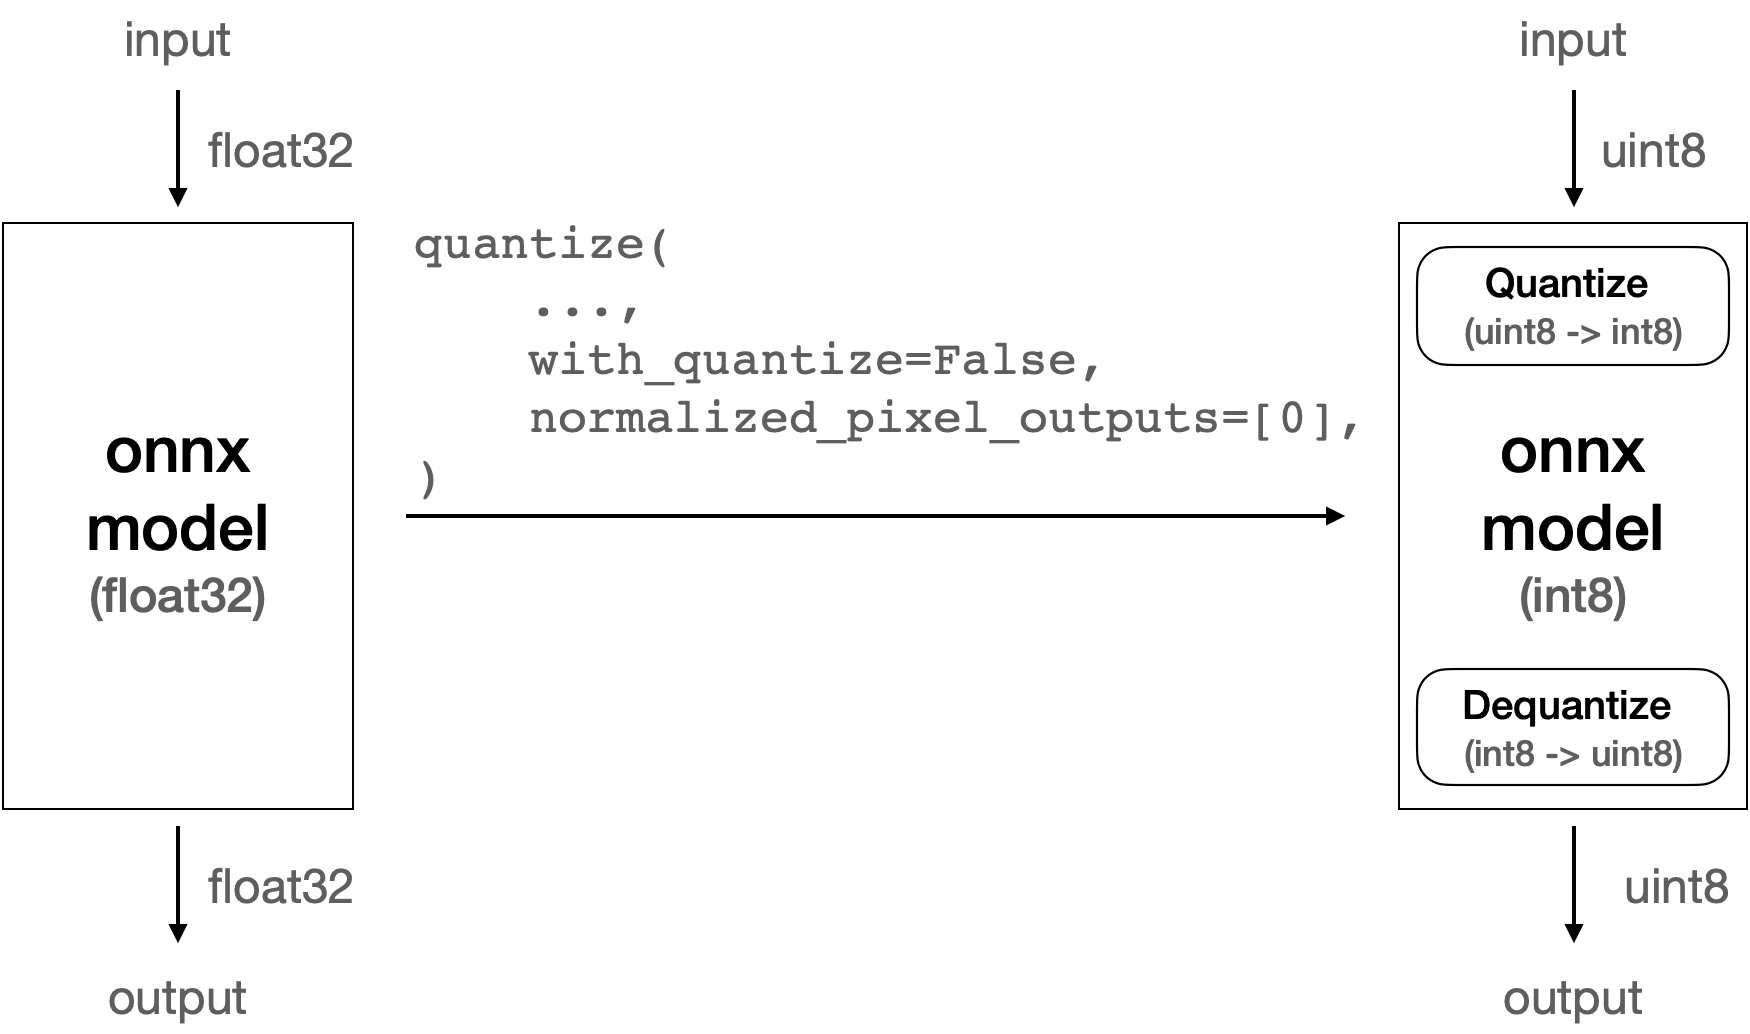 input
float32
onnx
model
(float32)
float32
output
quantize(
    ...,
    with_quantize=False,
    normalized_pixel_outputs=[0],
)
input
uint8
Quantize
(uint8 -> int8)
onnx
model
(int8)
Dequantize
(int8 -> uint8)
uint8
output